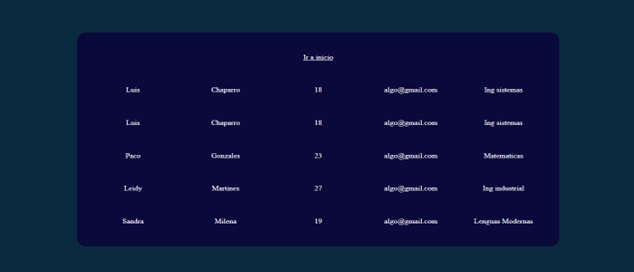 Ir a inicio
Luis Chaparro 18 algo@gmail.com Ing sistemas
Luis Chaparro 18 algo@gmail.com Ing sistemas
Paco Gonzales 23 algo@gmail.com Matematicas
Leidy Martines 27 algo@gmail.com Ing industrial
Sandra Milena 19 algo@gmail.com Lenguas Modernas